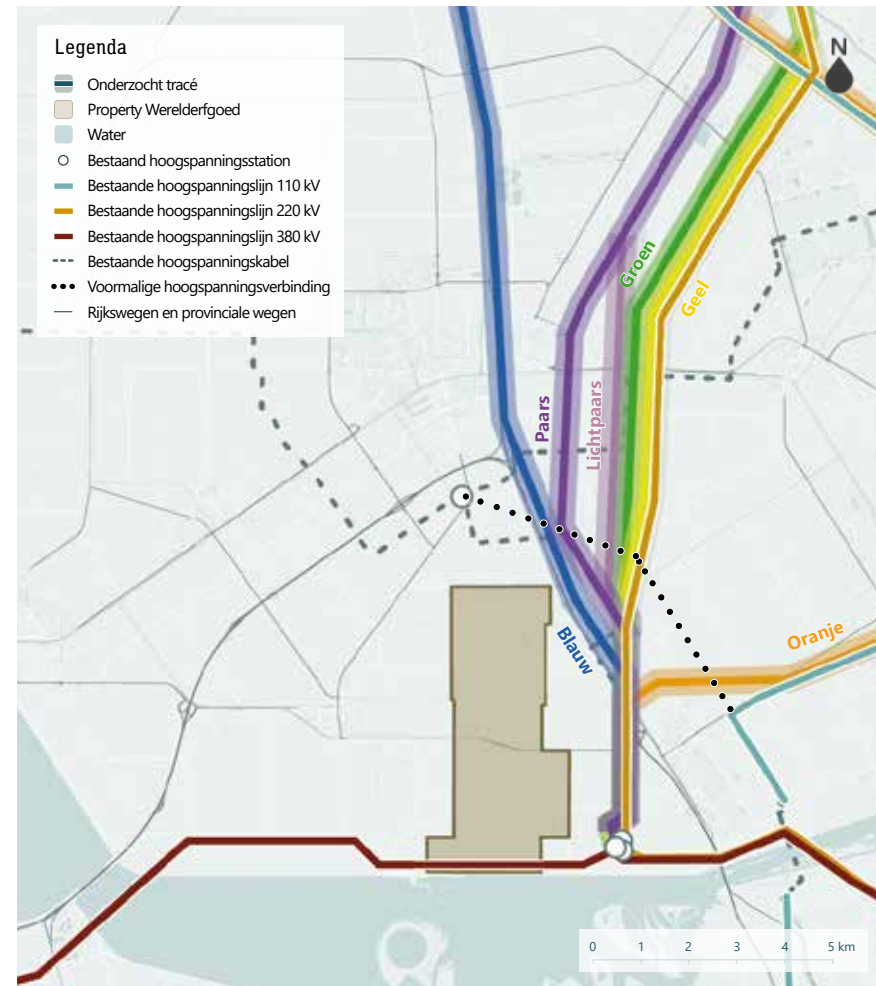 Legenda
Onderzocht tracé
Property Werelderfgoed
Water
Bestaand hoogspanningsstation
Bestaande hoogspanningslijn 110 kV
Bestaande hoogspanningslijn 220 kV
Bestaande hoogspanningslijn 380 kV
Bestaande hoogspanningskabel
Voormalige hoogspanningsverbinding
Rijkswegen en provinciale wegen
N
Groen
Geel
Paars
Lichtpaars
Blauw
Oranje
0 1 2 3 4 5 km